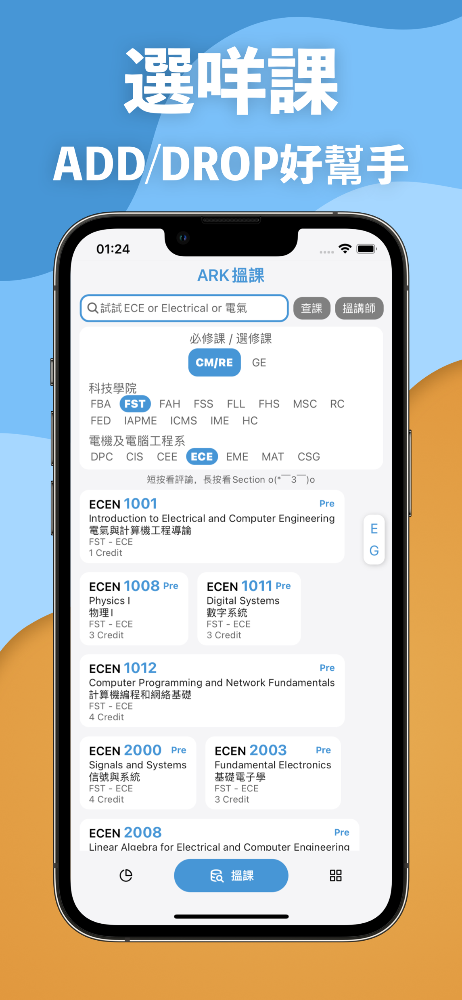 選咩課
ADD/DROP好幫手
01:24
ARK搵課
試試 ECE or Electrical or 電氣
查課
搵講師
必修課 / 選修課
CM/RE GE
科技學院
FBA FST FAH FSS FLL FHS MSC RC
FED IAPME ICMS IME HC
電機及電腦工程系
DPC CIS CEE ECE EME MAT CSG
短按看評論，長按看Section o(*￣3￣)o
ECEN 1001 Pre
Introduction to Electrical and Computer Engineering
電氣與計算機工程導論
FST - ECE
1 Credit
E
G
ECEN 1008 Pre
Physics I
物理I
FST - ECE
3 Credit
ECEN 1011 Pre
Digital Systems
數字系統
FST - ECE
3 Credit
ECEN 1012 Pre
Computer Programming and Network Fundamentals
計算機編程和網絡基礎
FST - ECE
4 Credit
ECEN 2000 Pre
Signals and Systems
信號與系統
FST - ECE
4 Credit
ECEN 2003 Pre
Fundamental Electronics
基礎電子學
FST - ECE
3 Credit
ECEN 2008 Pre
Linear Algebra for Electrical and Computer Engineering
搵課